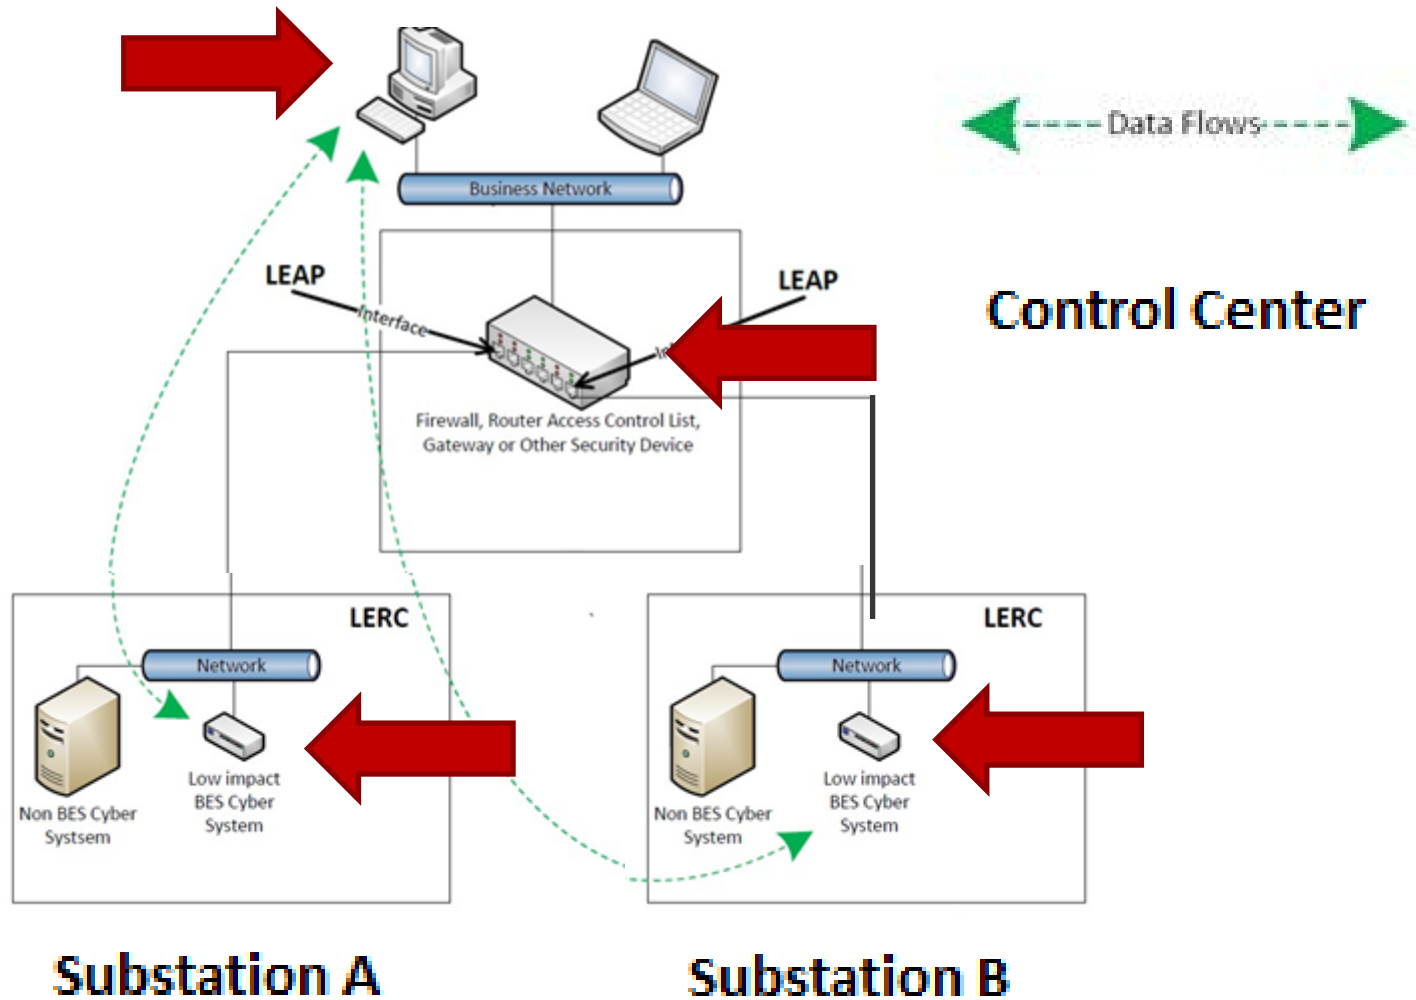 Data Flows
Business Network
LEAP
LEAP
Interface
Control Center
Firewall, Router Access Control List,
Gateway or Other Security Device
LERC
LERC
Network
Network
Low impact
BES Cyber
System
Non BES Cyber
Systsem
Low impact
BES Cyber
System
Non BES Cyber
System
Substation A
Substation B